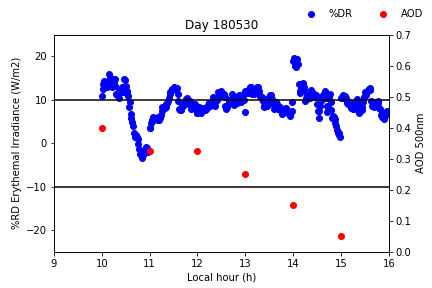 %DR AOD
Day 180530
%RD Erythemal Irradiance (W/m2)
20
10
0
−10
−20
0.7
0.6
0.5
0.4
0.3
0.2
0.1
0.0
AOD 500nm
9 10 11 12 13 14 15 16
Local hour (h)